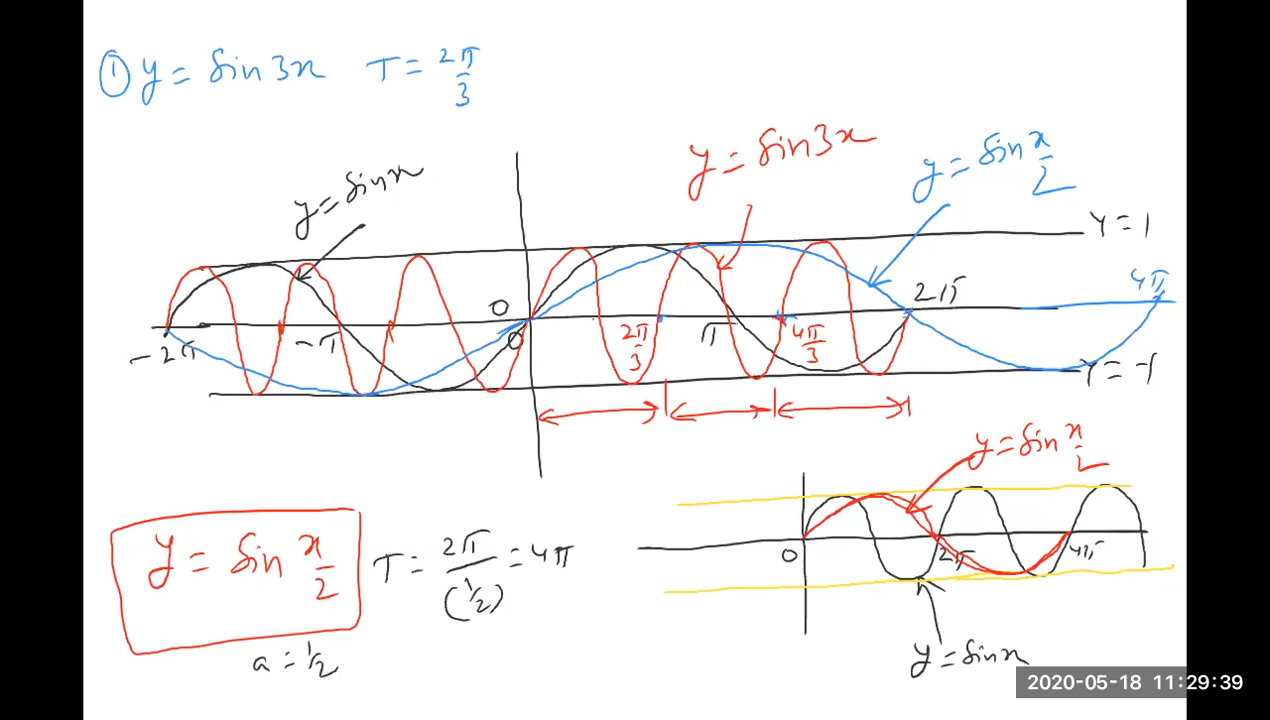 ① y = sin 3x T = 2π/3
y = sin x
y = sin 3x
y = sin x/2
Y = 1
0
2π
4π
-2π
-π
0
2π/3
π
4π/3
Y = -1
y = sin x/2
y = sin x/2
T = 2π/(1/2) = 4π
a = 1/2
0
2π
4π
y = sin x
2020-05-18 11:29:39